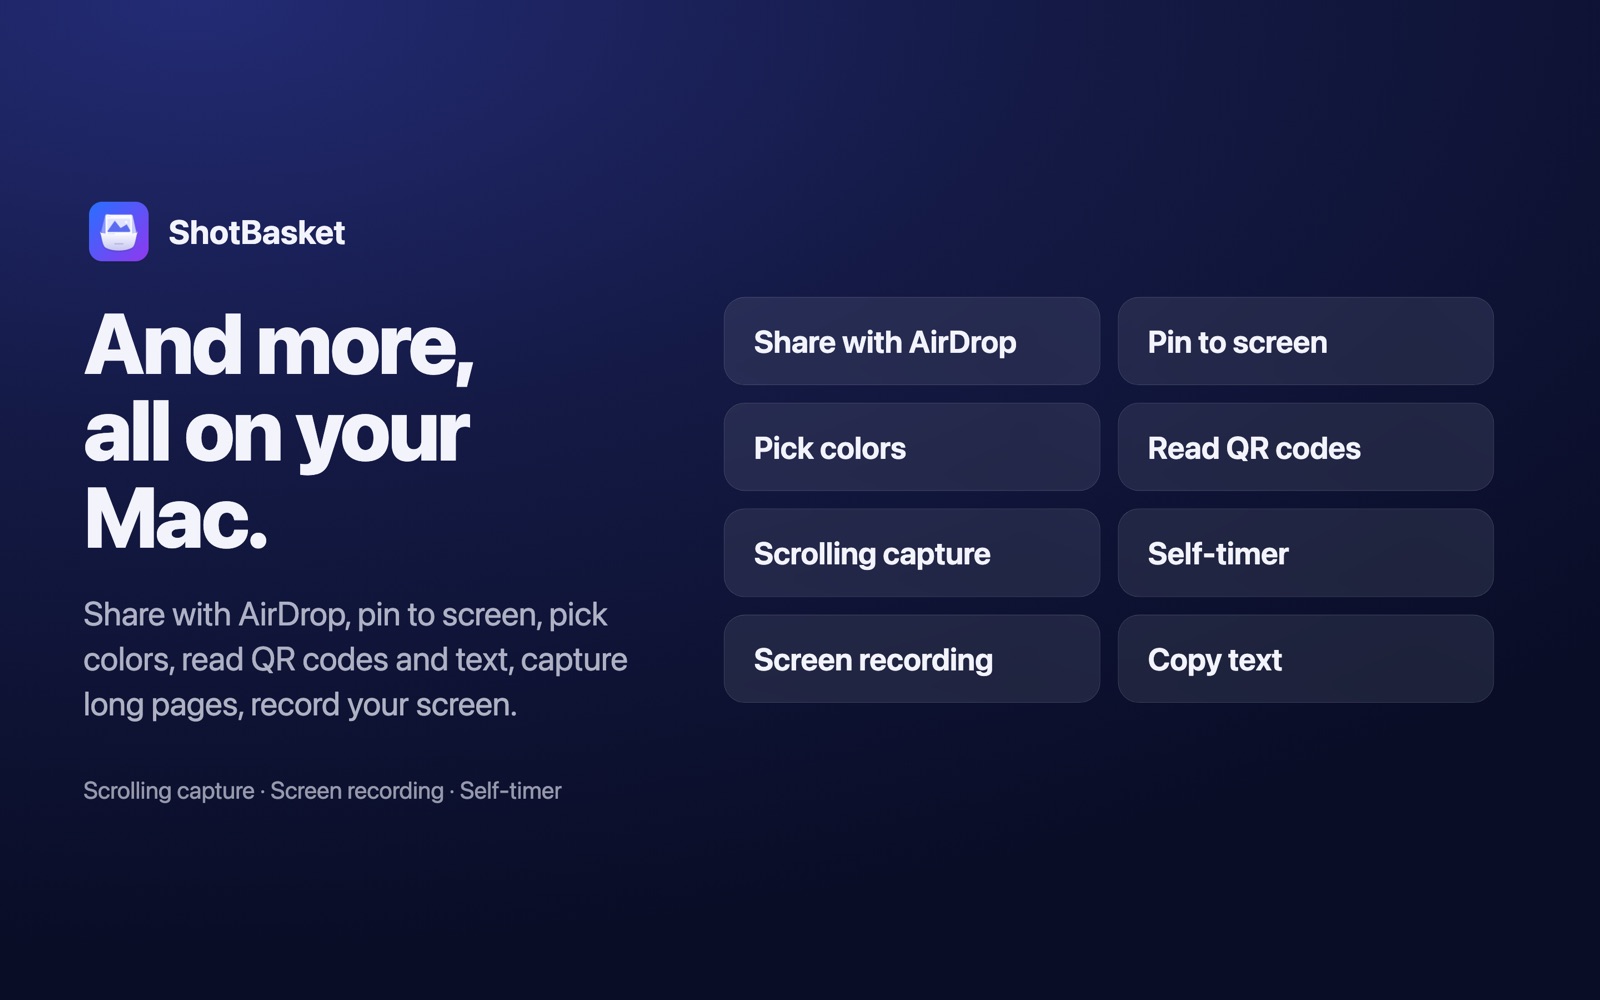 ShotBasket
And more,
all on your
Mac.
Share with AirDrop, pin to screen, pick
colors, read QR codes and text, capture
long pages, record your screen.
Scrolling capture · Screen recording · Self-timer
Share with AirDrop
Pin to screen
Pick colors
Read QR codes
Scrolling capture
Self-timer
Screen recording
Copy text